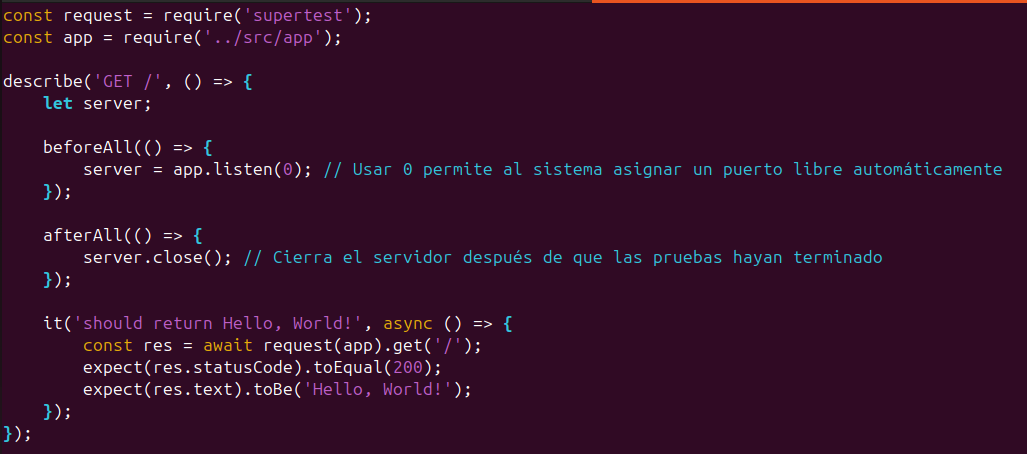 const request = require('supertest');
const app = require('../src/app');

describe('GET /', () => {
    let server;

    beforeAll(() => {
        server = app.listen(0); // Usar 0 permite al sistema asignar un puerto libre automáticamente
    });

    afterAll(() => {
        server.close(); // Cierra el servidor después de que las pruebas hayan terminado
    });

    it('should return Hello, World!', async () => {
        const res = await request(app).get('/');
        expect(res.statusCode).toEqual(200);
        expect(res.text).toBe('Hello, World!');
    });
});